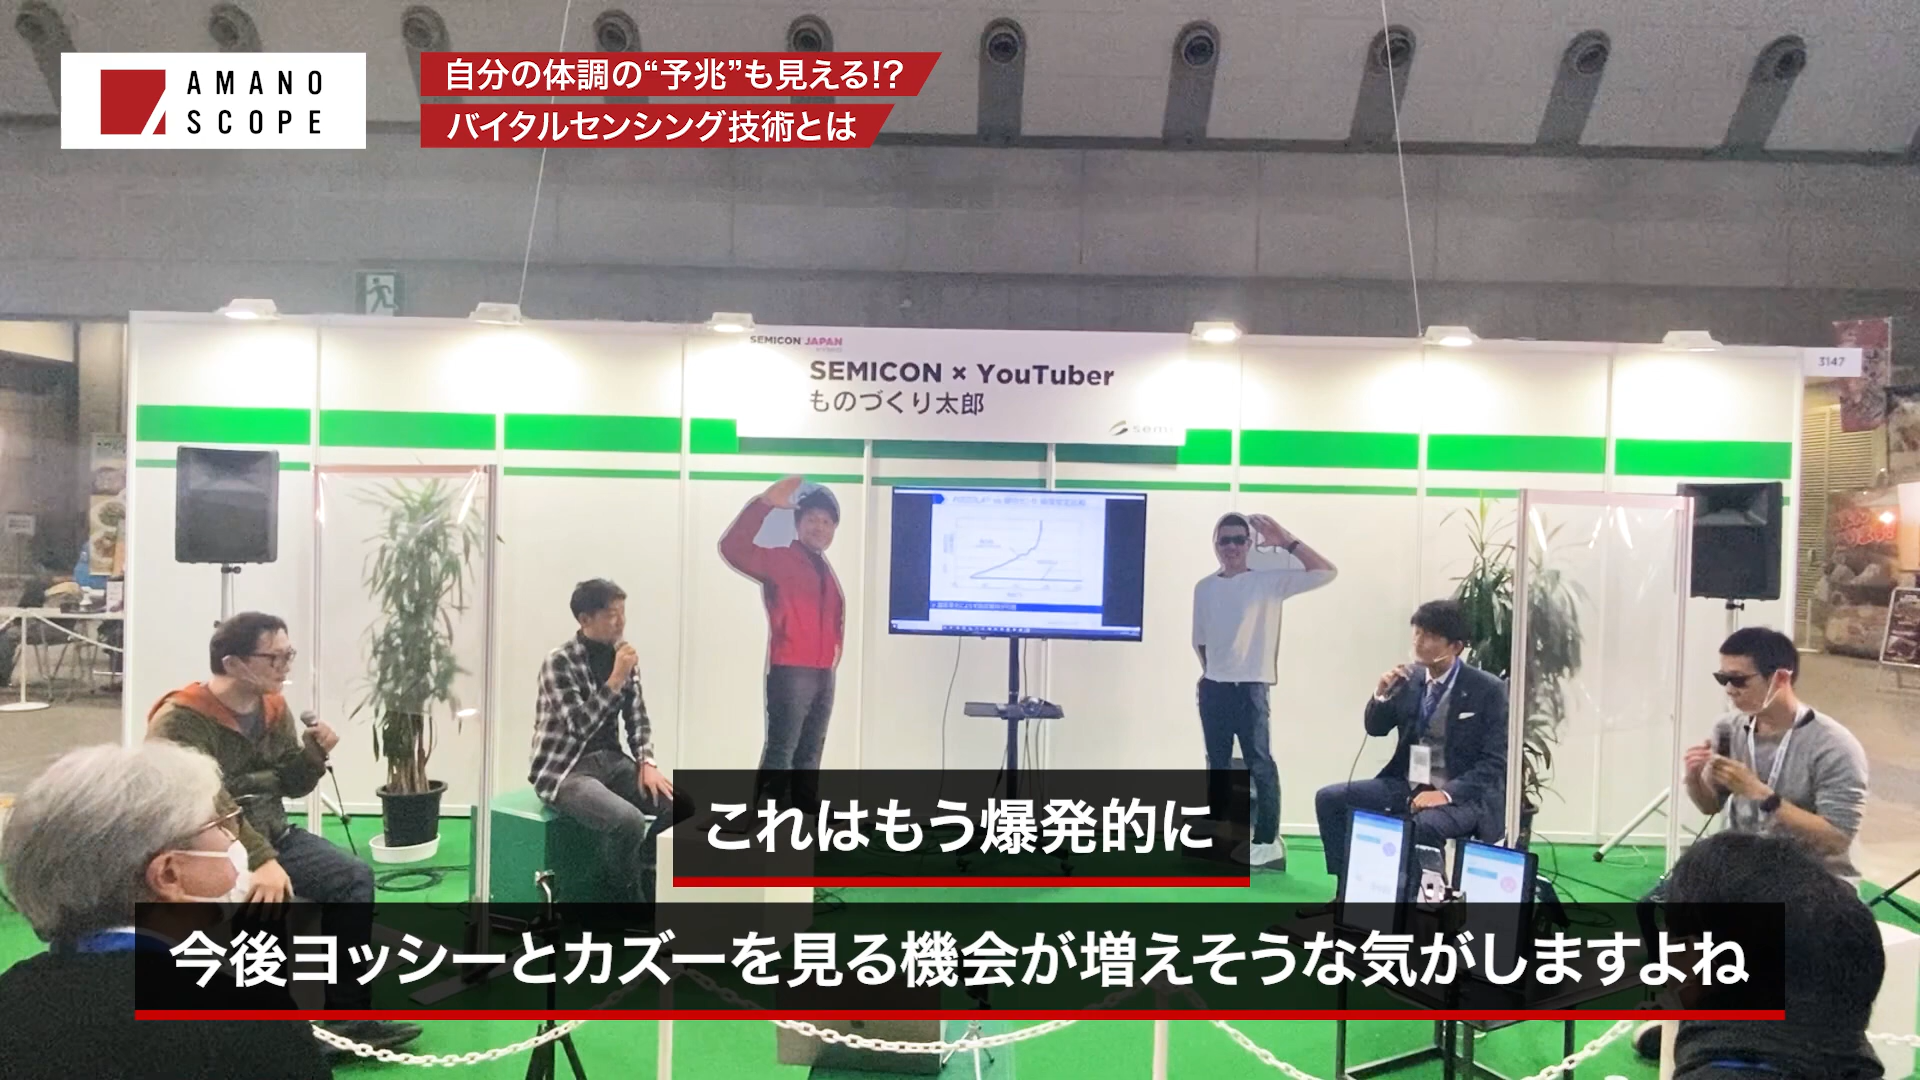 AMANO
SCOPE
自分の体調の“予兆”も見える!?
バイタルセンシング技術とは
SEMICON JAPAN
SEMICON × YouTuber
ものづくり太郎
semi
3147
これはもう爆発的に
今後ヨッシーとカズーを見る機会が増えそうな気がしますよね